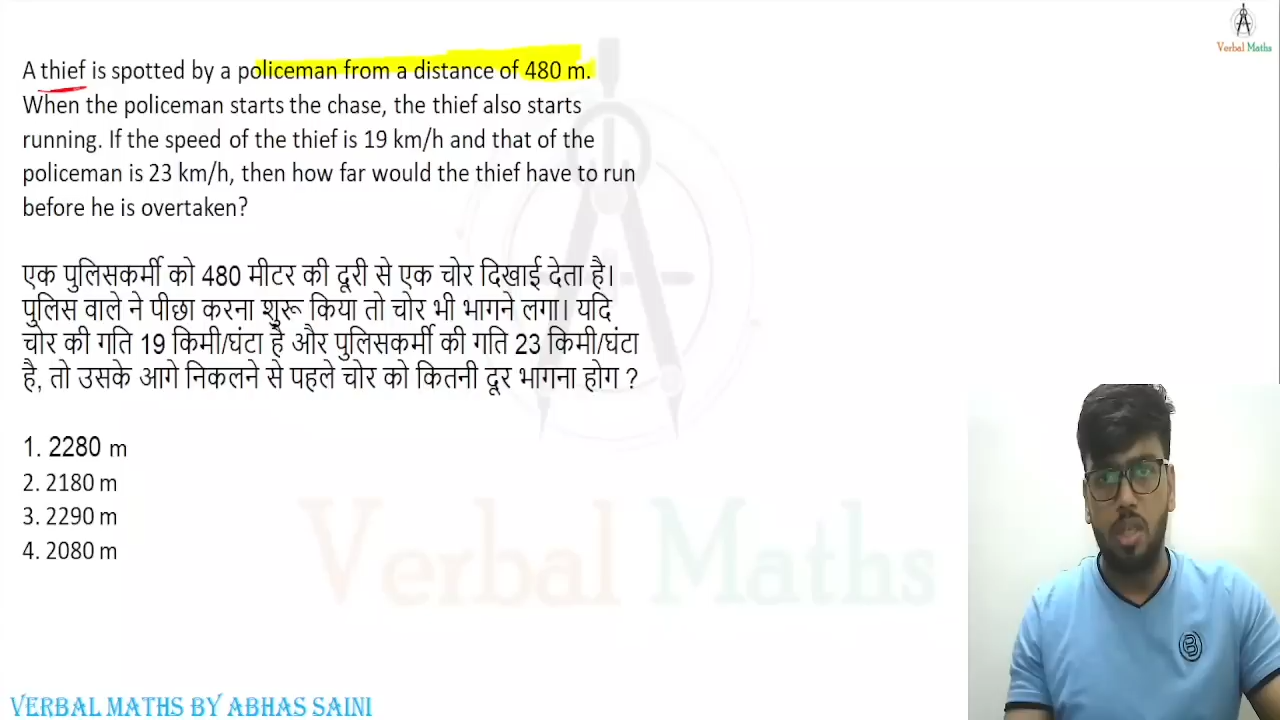 Verbal Maths
A thief is spotted by a policeman from a distance of 480 m.
When the policeman starts the chase, the thief also starts
running. If the speed of the thief is 19 km/h and that of the
policeman is 23 km/h, then how far would the thief have to run
before he is overtaken?
एक पुलिसकर्मी को 480 मीटर की दूरी से एक चोर दिखाई देता है।
पुलिस वाले ने पीछा करना शुरू किया तो चोर भी भागने लगा। यदि
चोर की गति 19 किमी/घंटा है और पुलिसकर्मी की गति 23 किमी/घंटा
है, तो उसके आगे निकलने से पहले चोर को कितनी दूर भागना होग ?
1. 2280 m
2. 2180 m
3. 2290 m
4. 2080 m
Verbal Maths
VERBAL MATHS BY ABHAS SAINI